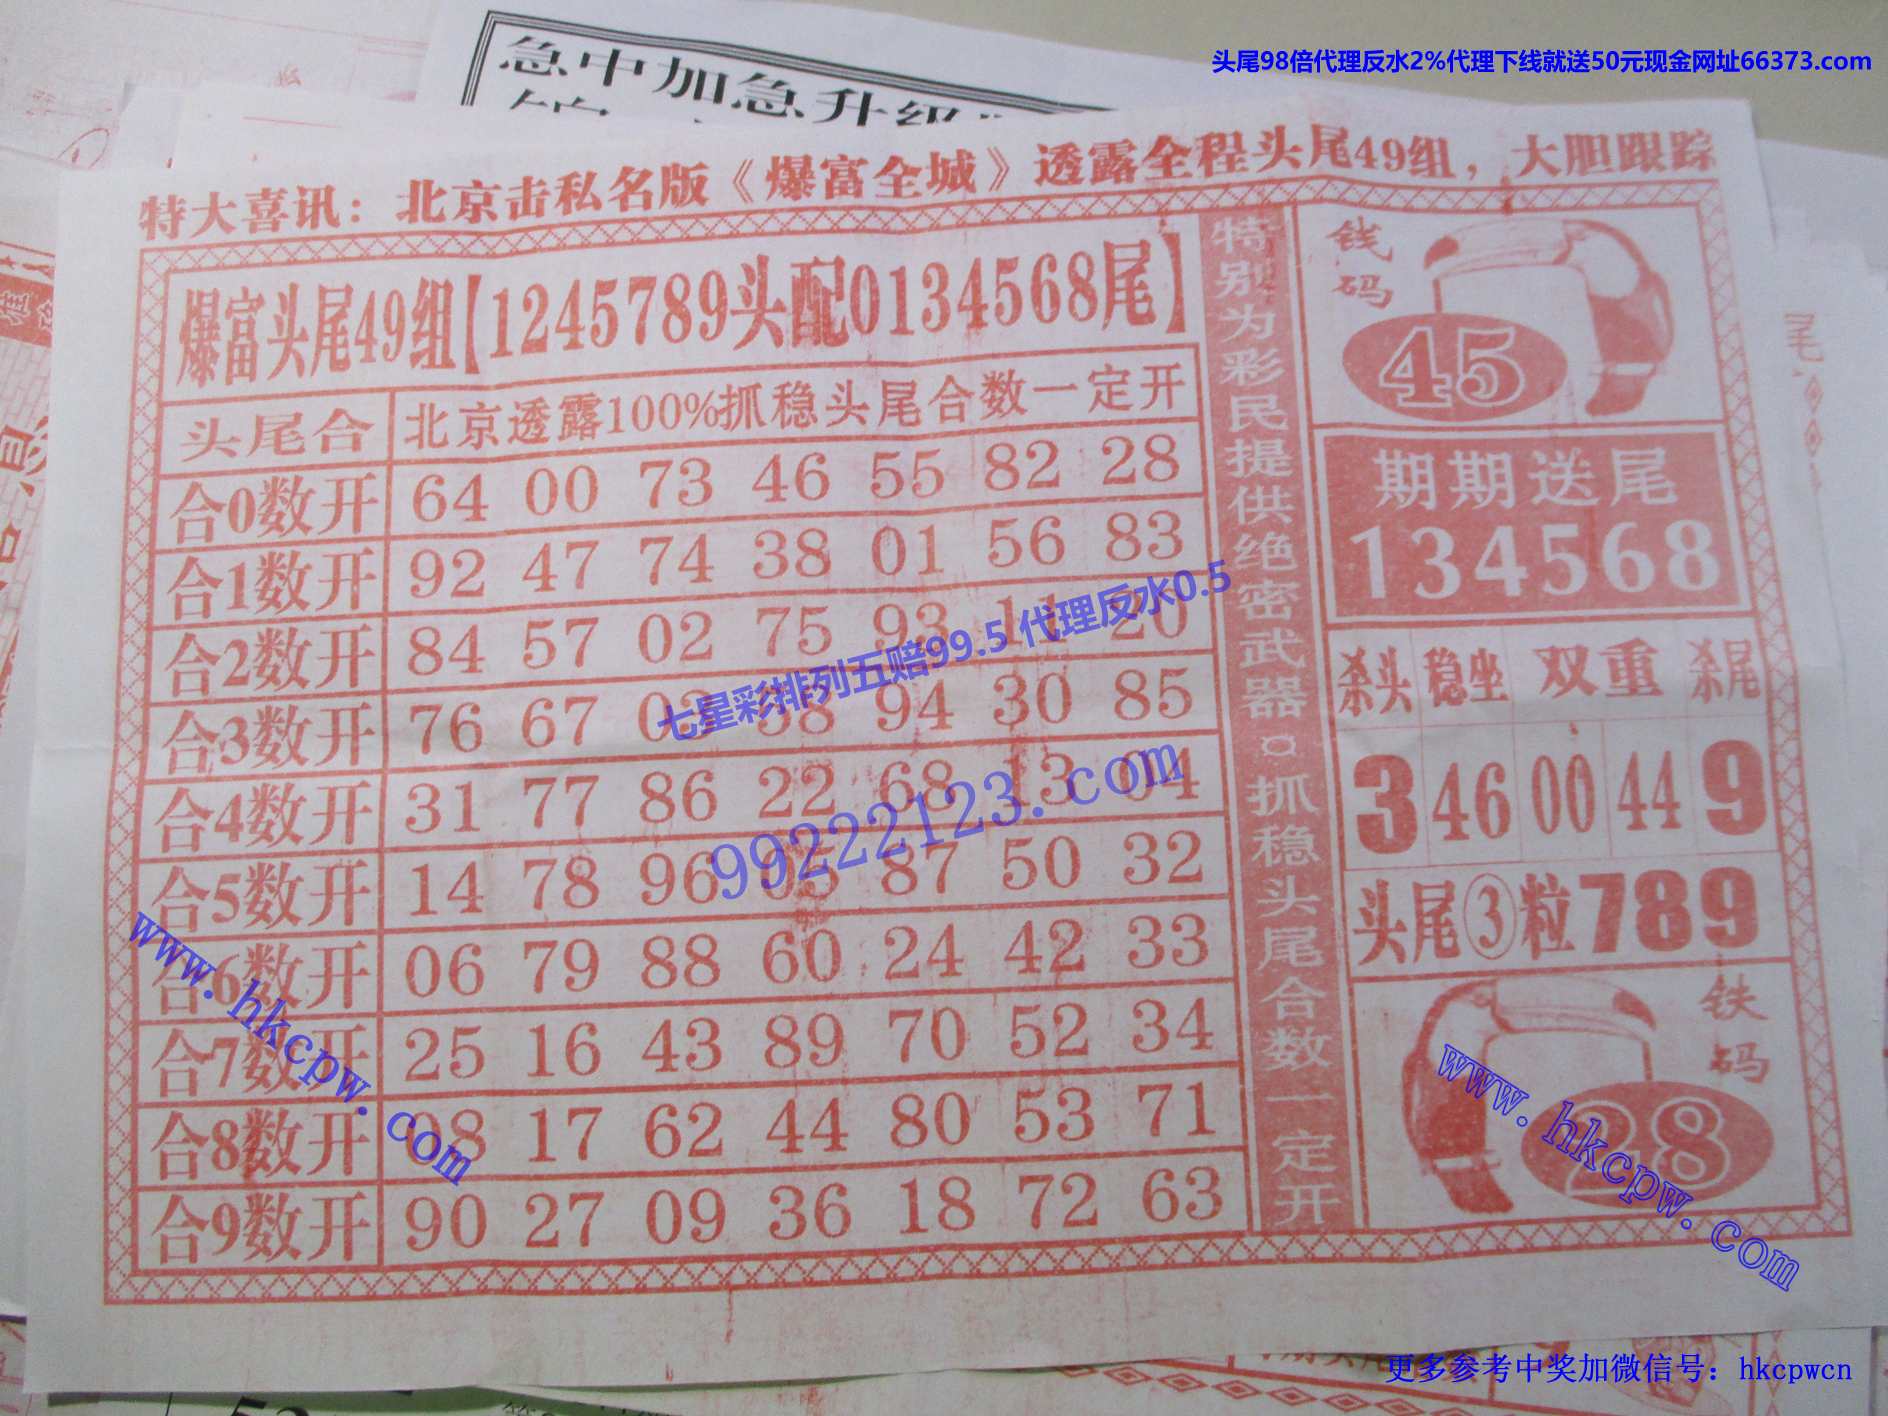 头尾98倍代理反水2%代理下线就送50元现金网址66373.com
急中加急升级
特大喜讯：北京击私名版《爆富全城》透露全程头尾49组，大胆跟踪
爆富头尾49组【1245789头配0134568尾】
头尾合 北京透露100%抓稳头尾合数一定开
合0数开 64 00 73 46 55 82 28
合1数开 92 47 74 38 01 56 83
合2数开 84 57 02 75 93 11 20
合3数开 76 67 03 58 94 30 85
合4数开 31 77 86 22 68 13 04
合5数开 14 78 96 05 87 50 32
合6数开 06 79 88 60 24 42 33
合7数开 25 16 43 89 70 52 34
合8数开 08 17 62 44 80 53 71
合9数开 90 27 09 36 18 72 63
特别为彩民提供绝密武器¤抓稳头尾合数一定开
钱码
45
期期送尾
134568
杀头 稳坐 双重 杀尾
3 46 00 44 9
头尾③粒789
铁码
28
七星彩排列五赔99.5 代理反水0.5
99222123.com
www.hkcpw.com
www.hkcpw.com
尾
更多参考中奖加微信号：hkcpwcn